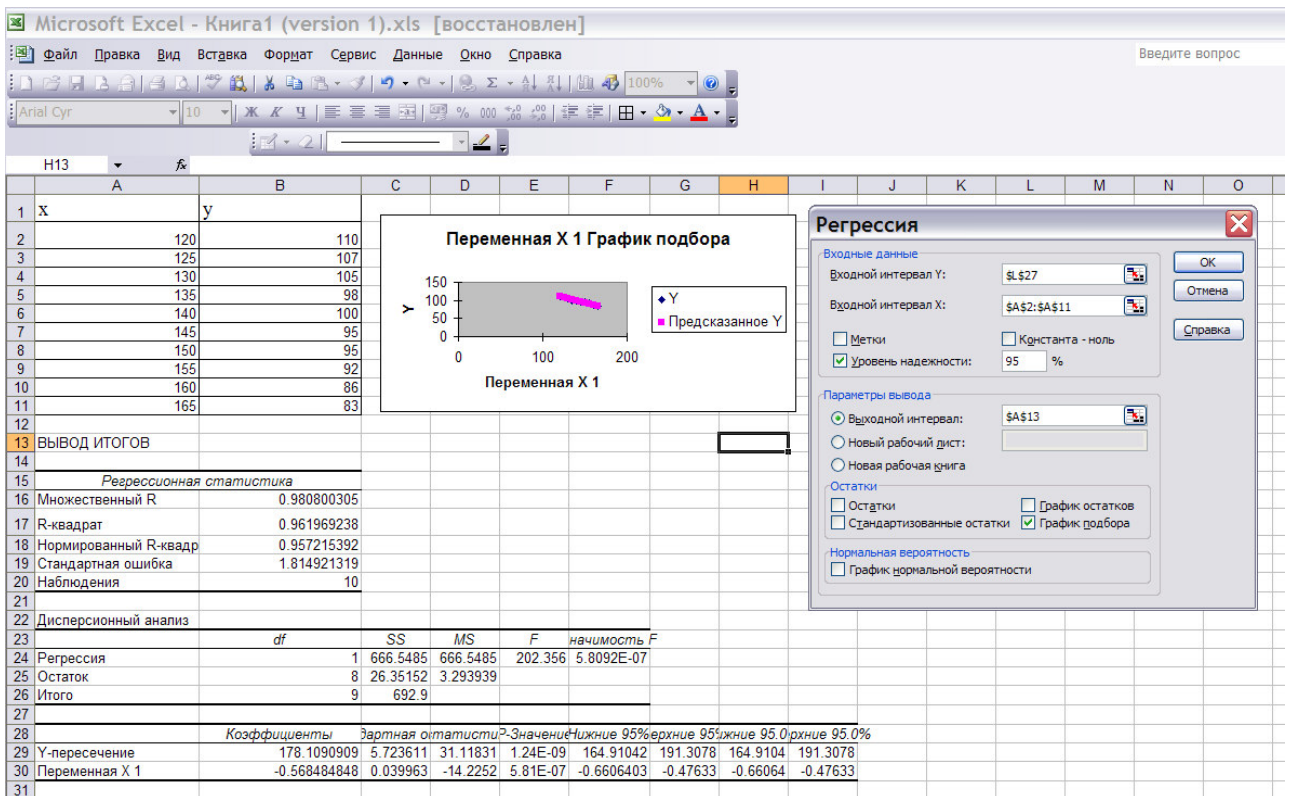 Microsoft Excel - Книга1 (version 1).xls [восстановлен]
Файл Правка Вид Вставка Формат Сервис Данные Окно Справка
Введите вопрос
100%
Arial Cyr 10 Ж К Ч % 000
H13 fx
A B C D E F G H I J K L M N O
1 x y
2 120 110
3 125 107
4 130 105
5 135 98
6 140 100
7 145 95
8 150 95
9 155 92
10 160 86
11 165 83
12
13 ВЫВОД ИТОГОВ
14
15 Регрессионная статистика
16 Множественный R 0.980800305
17 R-квадрат 0.961969238
18 Нормированный R-квадр 0.957215392
19 Стандартная ошибка 1.814921319
20 Наблюдения 10
21
22 Дисперсионный анализ
23 df SS MS F начимость F
24 Регрессия 1 666.5485 666.5485 202.356 5.8092E-07
25 Остаток 8 26.35152 3.293939
26 Итого 9 692.9
27
28 Коэффициенты P-Значение Нижние 95%
29 Y-пересечение 178.1090909 5.723611 31.11831 1.24E-09 164.91042 191.3078 164.9104 191.3078
30 Переменная X 1 -0.568484848 0.039963 -14.2252 5.81E-07 -0.6606403 -0.47633 -0.66064 -0.47633
31
Переменная X 1 График подбора
Y
150
100
50
0
0 100 200
Переменная X 1
Y
Предсказанное Y
Регрессия
Входные данные
Входной интервал Y: $L$27
Входной интервал X: $A$2:$A$11
Метки Константа - ноль
Уровень надежности: 95 %
OK
Отмена
Справка
Параметры вывода
Выходной интервал: $A$13
Новый рабочий лист:
Новая рабочая книга
Остатки
Остатки График остатков
Стандартизованные остатки График подбора
Нормальная вероятность
График нормальной вероятности